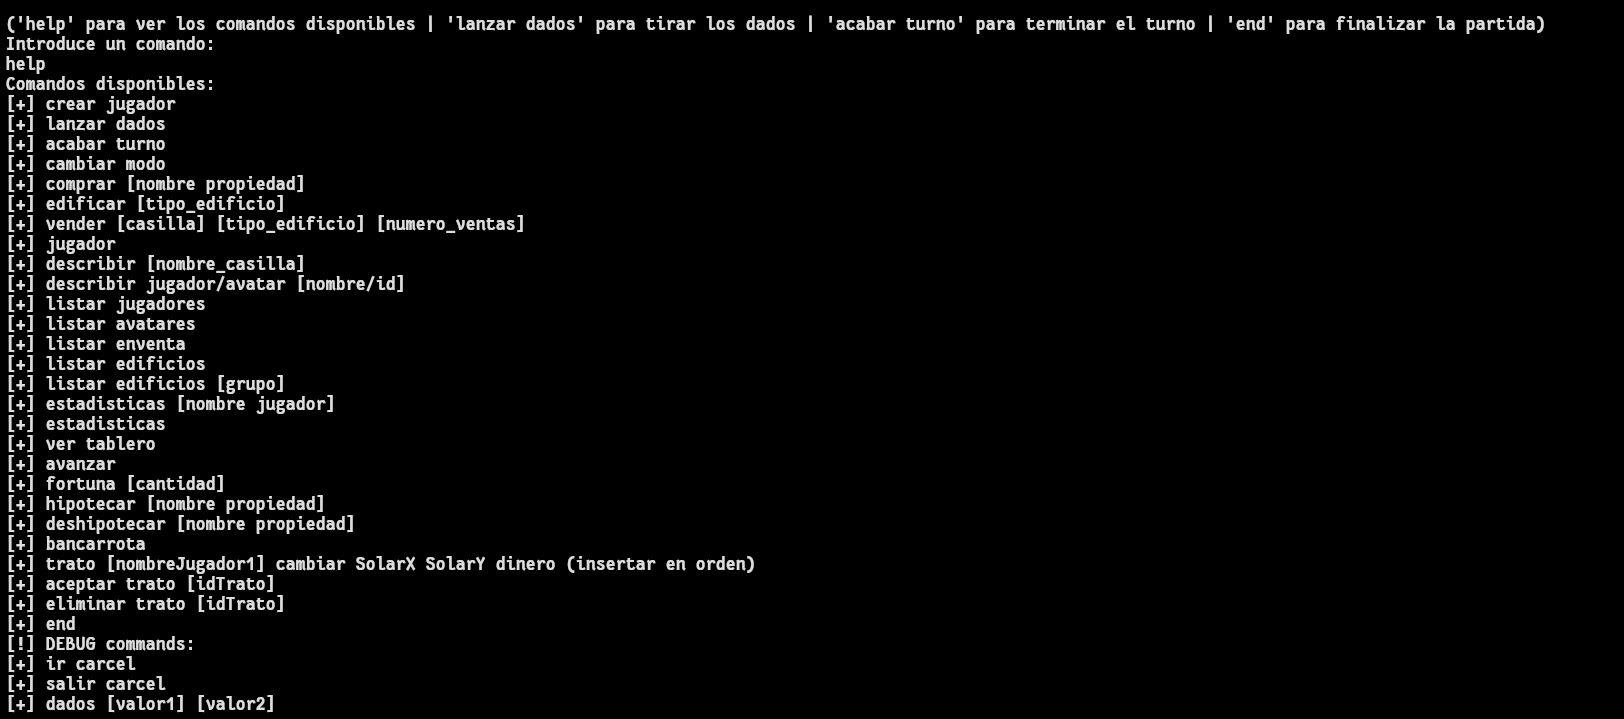 ('help' para ver los comandos disponibles | 'lanzar dados' para tirar los dados | 'acabar turno' para terminar el turno | 'end' para finalizar la partida)
Introduce un comando:
help
Comandos disponibles:
[+] crear jugador
[+] lanzar dados
[+] acabar turno
[+] cambiar modo
[+] comprar [nombre propiedad]
[+] edificar [tipo_edificio]
[+] vender [casilla] [tipo_edificio] [numero_ventas]
[+] jugador
[+] describir [nombre_casilla]
[+] describir jugador/avatar [nombre/id]
[+] listar jugadores
[+] listar avatares
[+] listar enventa
[+] listar edificios
[+] listar edificios [grupo]
[+] estadisticas [nombre jugador]
[+] estadisticas
[+] ver tablero
[+] avanzar
[+] fortuna [cantidad]
[+] hipotecar [nombre propiedad]
[+] deshipotecar [nombre propiedad]
[+] bancarrota
[+] trato [nombreJugador1] cambiar SolarX SolarY dinero (insertar en orden)
[+] aceptar trato [idTrato]
[+] eliminar trato [idTrato]
[+] end
[!] DEBUG commands:
[+] ir carcel
[+] salir carcel
[+] dados [valor1] [valor2]